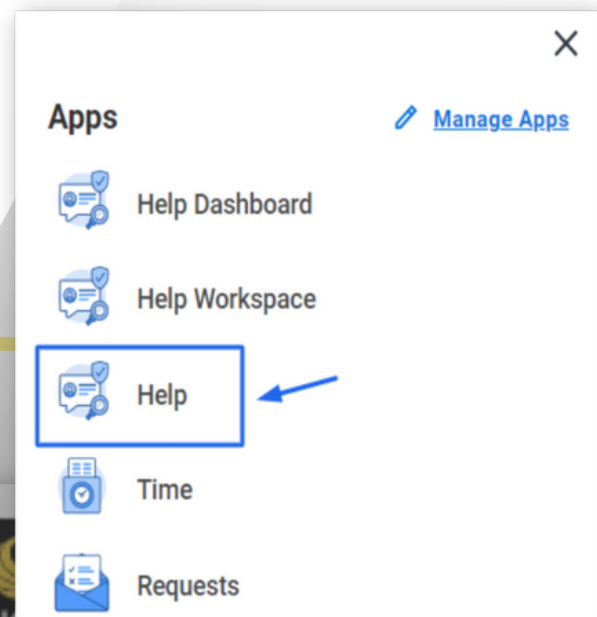 Apps
Manage Apps
Help Dashboard
Help Workspace
Help
Time
Requests